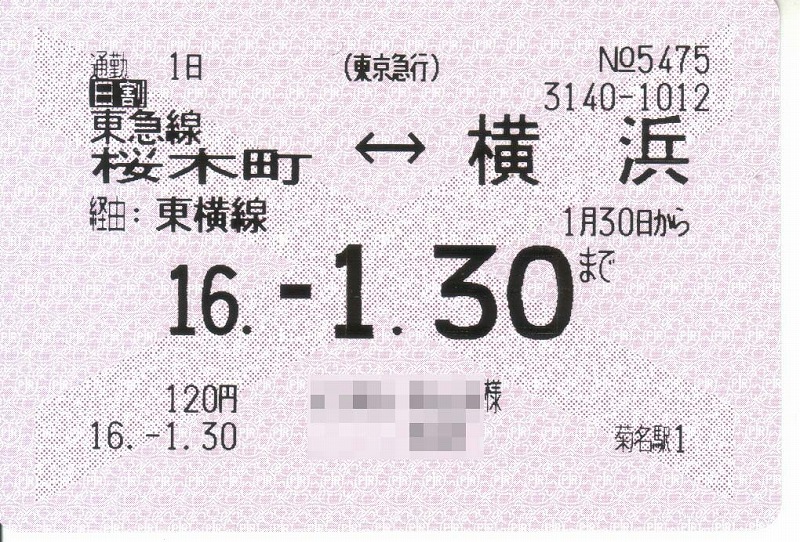 通勤 1日 (東京急行) №5475
日割 3140-1012
東急線
桜木町 ↔ 横浜
経由：東横線 1月30日から
16.-1.30まで
120円 様
16.-1.30 菊名駅1